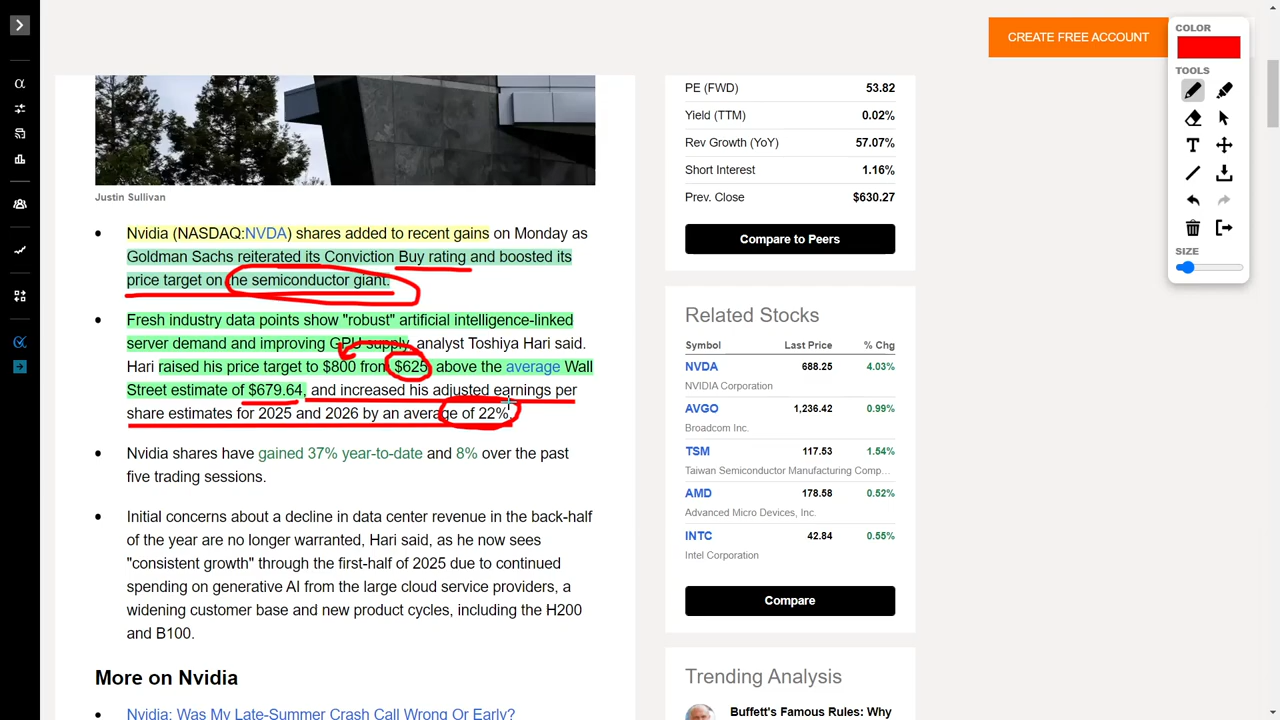 CREATE FREE ACCOUNT
COLOR
TOOLS
SIZE
Justin Sullivan
Nvidia (NASDAQ:NVDA) shares added to recent gains on Monday as
Goldman Sachs reiterated its Conviction Buy rating and boosted its
price target on the semiconductor giant.
Fresh industry data points show "robust" artificial intelligence-linked
server demand and improving GPU supply, analyst Toshiya Hari said.
Hari raised his price target to $800 from $625, above the average Wall
Street estimate of $679.64, and increased his adjusted earnings per
share estimates for 2025 and 2026 by an average of 22%.
Nvidia shares have gained 37% year-to-date and 8% over the past
five trading sessions.
Initial concerns about a decline in data center revenue in the back-half
of the year are no longer warranted, Hari said, as he now sees
"consistent growth" through the first-half of 2025 due to continued
spending on generative AI from the large cloud service providers, a
widening customer base and new product cycles, including the H200
and B100.
More on Nvidia
Nvidia: Was My Late-Summer Crash Call Wrong Or Early?
PE (FWD) 53.82
Yield (TTM) 0.02%
Rev Growth (YoY) 57.07%
Short Interest 1.16%
Prev. Close $630.27
Compare to Peers
Related Stocks
Symbol Last Price % Chg
NVDA 688.25 4.03%
NVIDIA Corporation
AVGO 1,236.42 0.99%
Broadcom Inc.
TSM 117.53 1.54%
Taiwan Semiconductor Manufacturing Comp...
AMD 178.58 0.52%
Advanced Micro Devices, Inc.
INTC 42.84 0.55%
Intel Corporation
Compare
Trending Analysis
Buffett's Famous Rules: Why